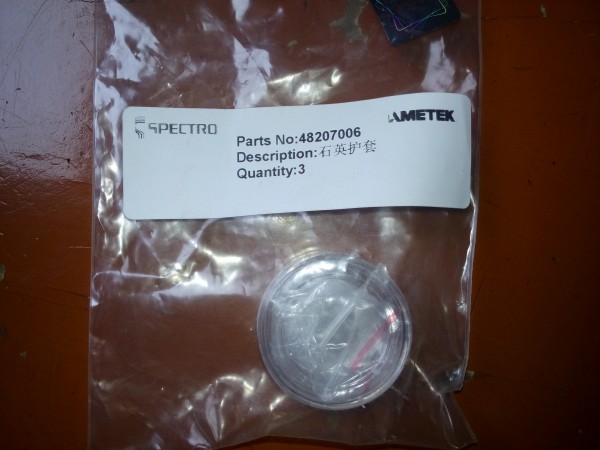 SPECTRO
AMETEK
Parts No:48207006
Description:石英护套
Quantity:3